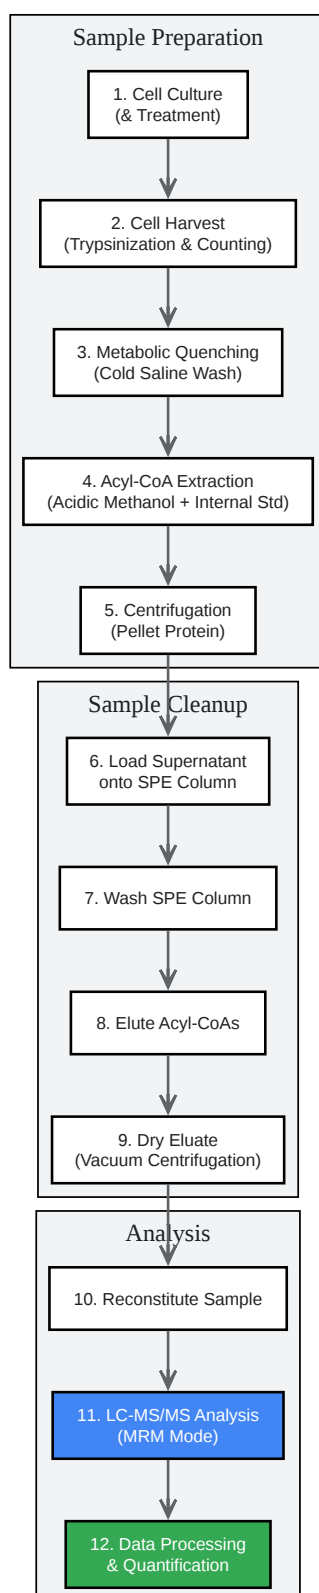 Sample Preparation
1. Cell Culture
(& Treatment)
2. Cell Harvest
(Trypsinization & Counting)
3. Metabolic Quenching
(Cold Saline Wash)
4. Acyl-CoA Extraction
(Acidic Methanol + Internal Std)
5. Centrifugation
(Pellet Protein)
Sample Cleanup
6. Load Supernatant
onto SPE Column
7. Wash SPE Column
8. Elute Acyl-CoAs
9. Dry Eluate
(Vacuum Centrifugation)
Analysis
10. Reconstitute Sample
11. LC-MS/MS Analysis
(MRM Mode)
12. Data Processing
& Quantification